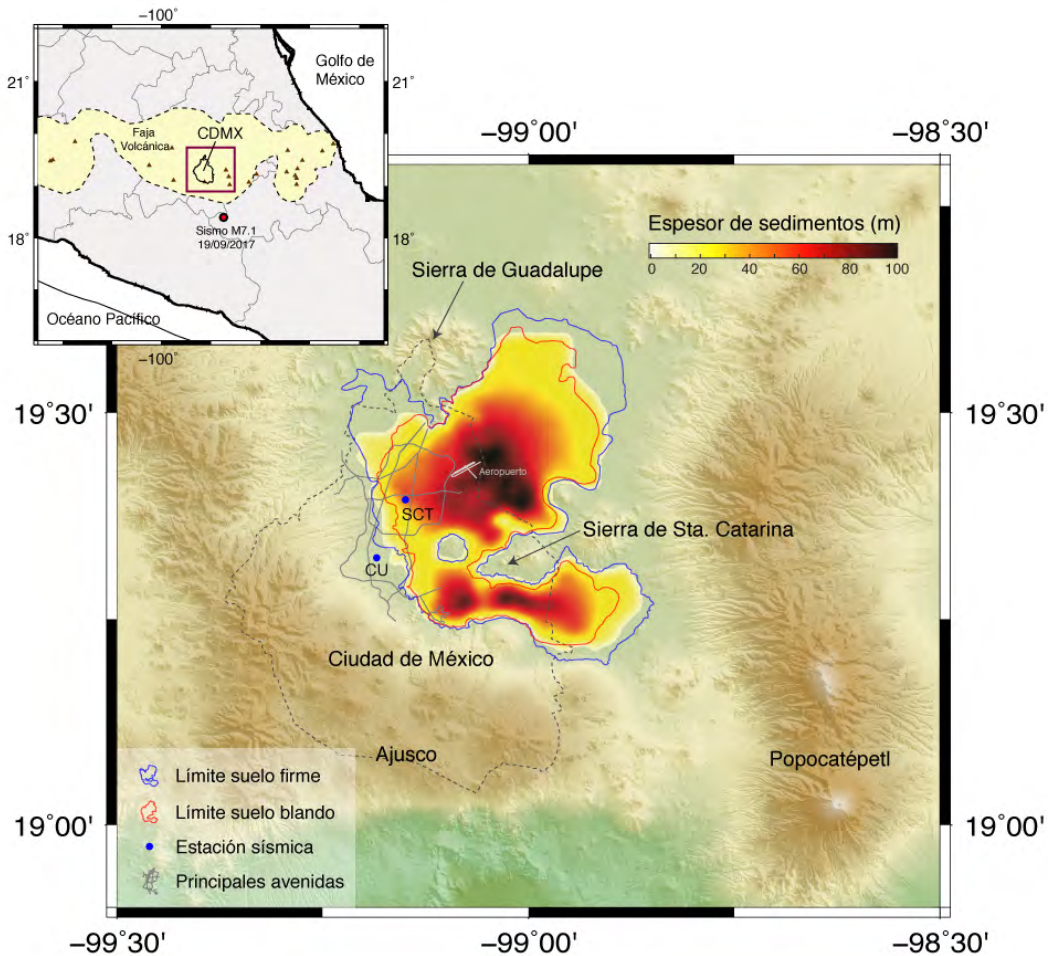 −100˚
Golfo de
México
21˚
21˚
Faja
Volcánica
CDMX
Sismo M7.1
19/09/2017
18˚
18˚
Océano Pacífico
−100˚
−99˚00'
−98˚30'
Espesor de sedimentos (m)
0 20 40 60 80 100
Sierra de Guadalupe
19˚30'
19˚30'
Aeropuerto
SCT
Sierra de Sta. Catarina
CU
Ciudad de México
Ajusco
Popocatépetl
Límite suelo firme
Límite suelo blando
Estación sísmica
Principales avenidas
19˚00'
19˚00'
−99˚30'
−99˚00'
−98˚30'